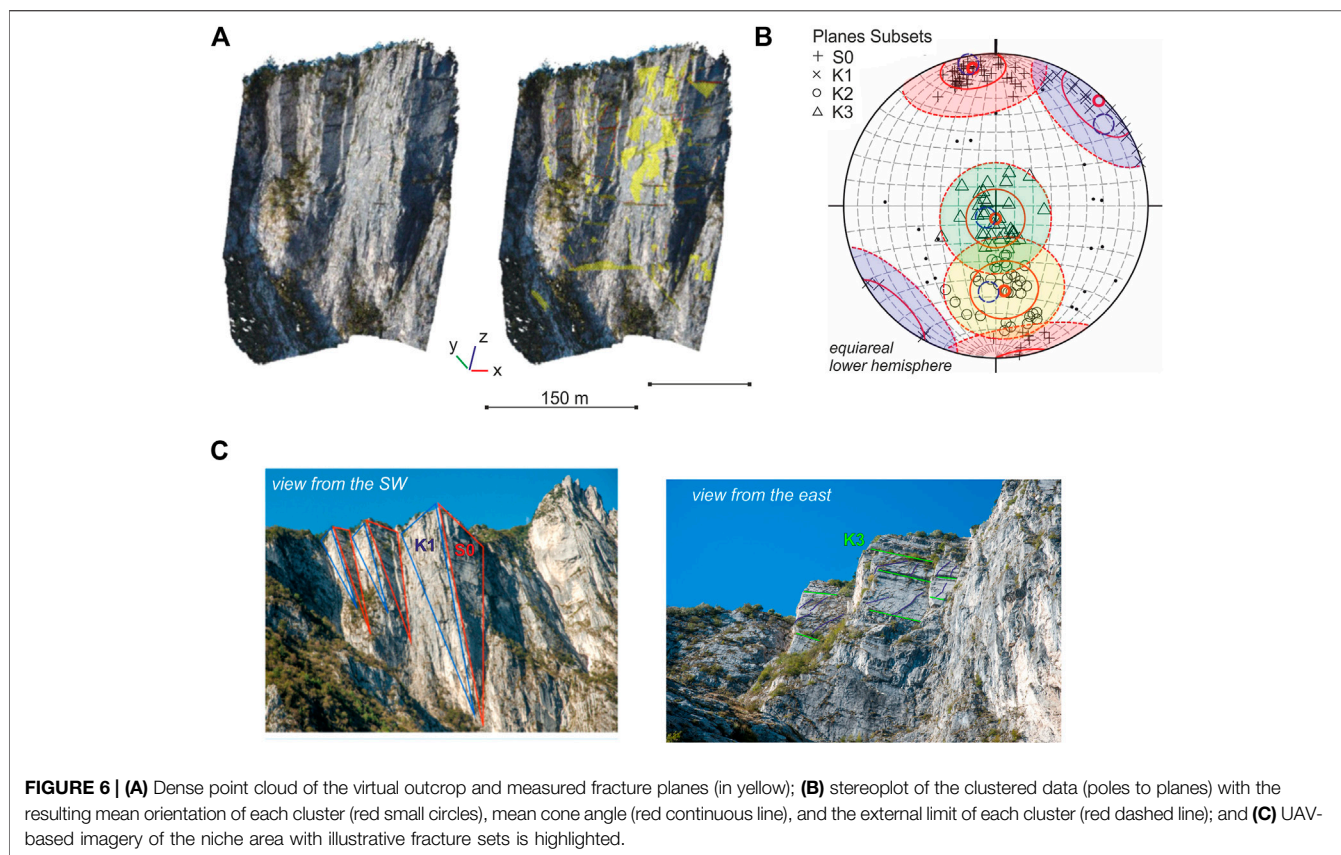 A
B
Planes Subsets
+ S0
× K1
○ K2
△ K3
y
z
x
equiareal
lower hemisphere
150 m
C
view from the SW
K1
S0
view from the east
K3
FIGURE 6 | (A) Dense point cloud of the virtual outcrop and measured fracture planes (in yellow); (B) stereoplot of the clustered data (poles to planes) with the
resulting mean orientation of each cluster (red small circles), mean cone angle (red continuous line), and the external limit of each cluster (red dashed line); and (C) UAV-
based imagery of the niche area with illustrative fracture sets is highlighted.